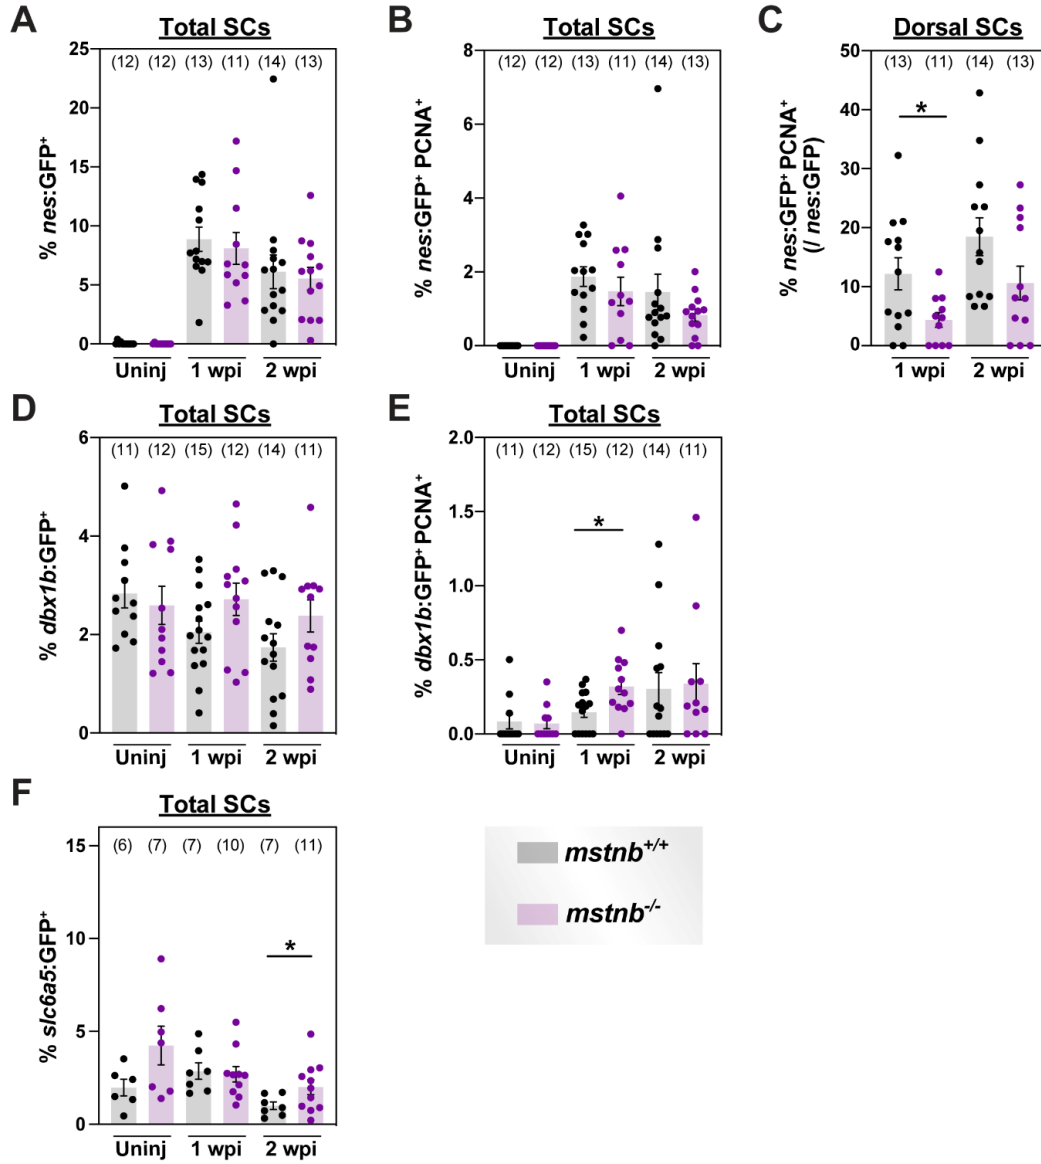 A
Total SCs
(12) (12) (13) (11) (14) (13)
% nes:GFP⁺
25
20
15
10
5
0
Uninj 1 wpi 2 wpi
B
Total SCs
(12) (12) (13) (11) (14) (13)
% nes:GFP⁺ PCNA⁺
8
6
4
2
0
Uninj 1 wpi 2 wpi
C
Dorsal SCs
(13) (11) (14) (13)
% nes:GFP⁺ PCNA⁺
(/ nes:GFP)
50
40
30
20
10
0
*
1 wpi 2 wpi
D
Total SCs
(11) (12) (15) (12) (14) (11)
% dbx1b:GFP⁺
6
4
2
0
Uninj 1 wpi 2 wpi
E
Total SCs
(11) (12) (15) (12) (14) (11)
% dbx1b:GFP⁺ PCNA⁺
2.0
1.5
1.0
0.5
0.0
*
Uninj 1 wpi 2 wpi
F
Total SCs
(6) (7) (7) (10) (7) (11)
% slc6a5:GFP⁺
15
10
5
0
*
Uninj 1 wpi 2 wpi
mstnb⁺/⁺
mstnb⁻/⁻